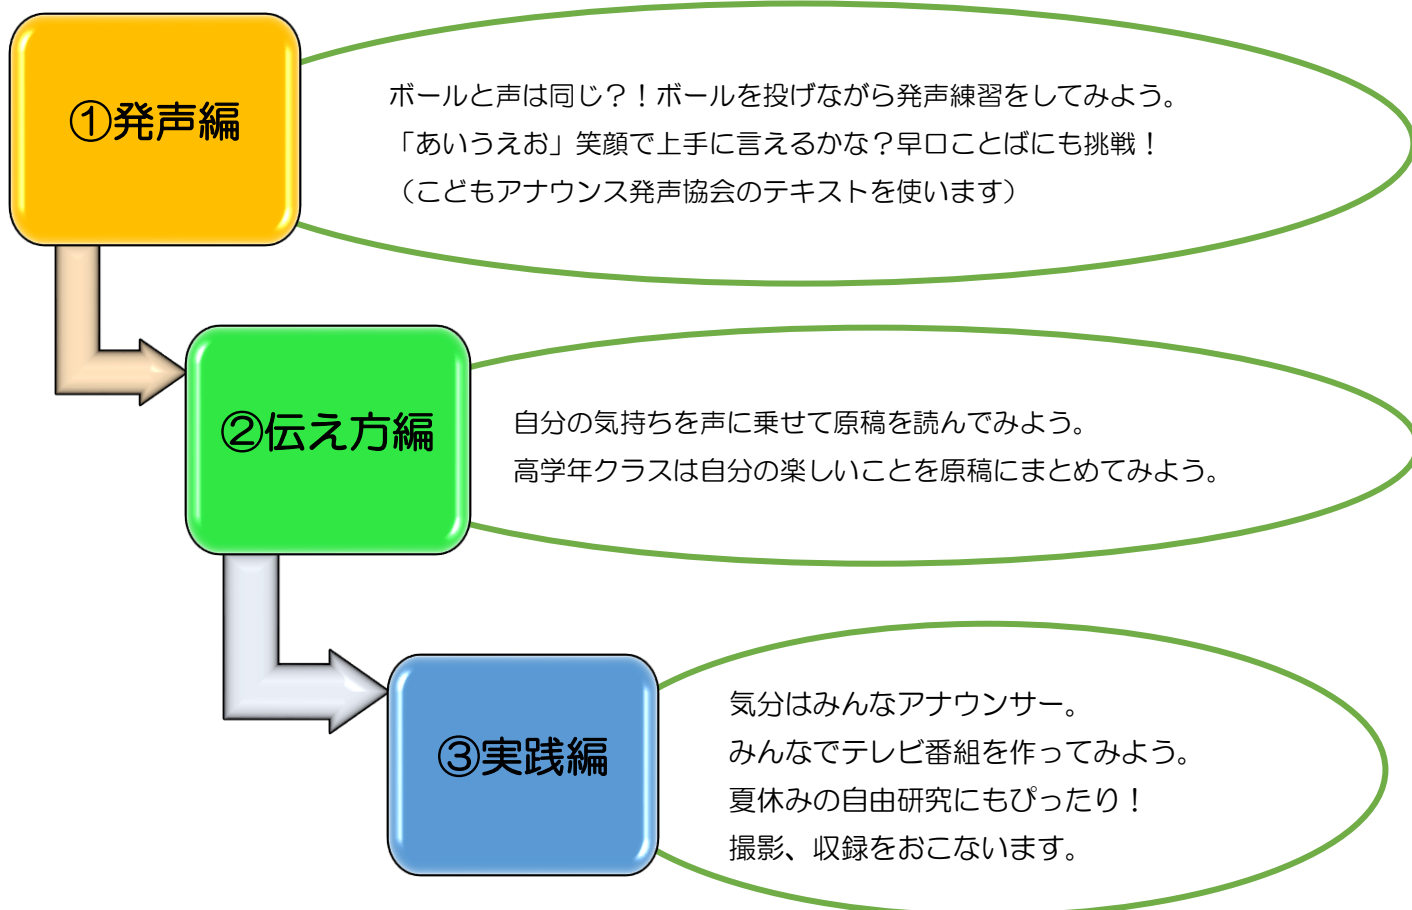 ①発声編
ボールと声は同じ？！ボールを投げながら発声練習をしてみよう。
「あいうえお」笑顔で上手に言えるかな？早口ことばにも挑戦！
（こどもアナウンス発声協会のテキストを使います）
②伝え方編
自分の気持ちを声に乗せて原稿を読んでみよう。
高学年クラスは自分の楽しいことを原稿にまとめてみよう。
③実践編
気分はみんなアナウンサー。
みんなでテレビ番組を作ってみよう。
夏休みの自由研究にもぴったり！
撮影、収録をおこないます。